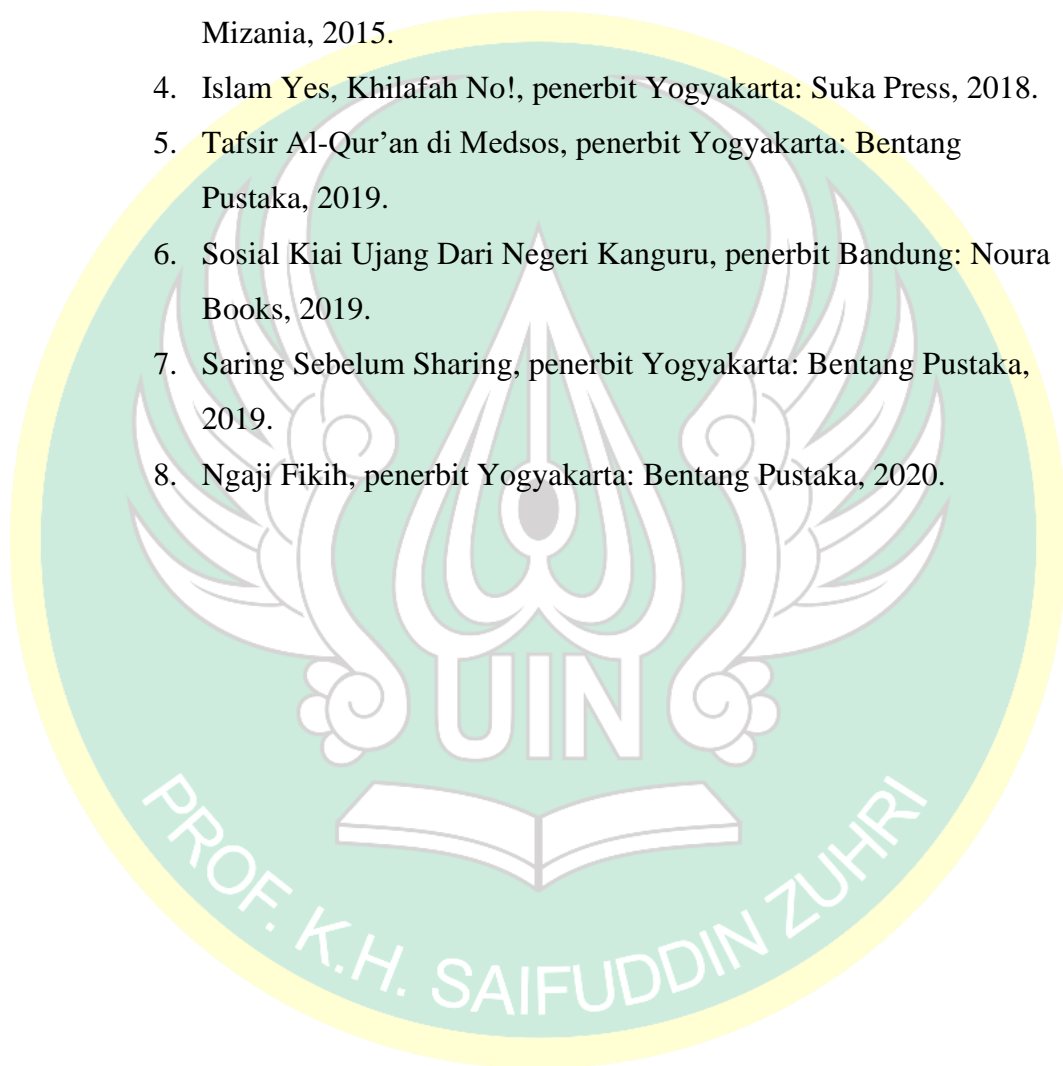 Mizania, 2015.
4. Islam Yes, Khilafah No!, penerbit Yogyakarta: Suka Press, 2018.
5. Tafsir Al-Qur’an di Medsos, penerbit Yogyakarta: Bentang
Pustaka, 2019.
6. Sosial Kiai Ujang Dari Negeri Kanguru, penerbit Bandung: Noura
Books, 2019.
7. Saring Sebelum Sharing, penerbit Yogyakarta: Bentang Pustaka,
2019.
8. Ngaji Fikih, penerbit Yogyakarta: Bentang Pustaka, 2020.
UIN
PROF. K.H. SAIFUDDIN ZUHRI